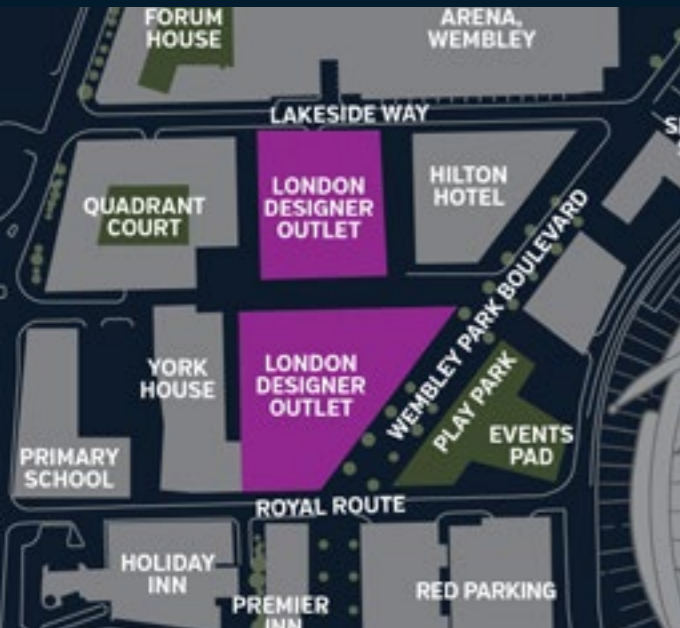 FORUM
HOUSE
ARENA,
WEMBLEY
LAKESIDE WAY
QUADRANT
COURT
LONDON
DESIGNER
OUTLET
HILTON
HOTEL
WEMBLEY PARK BOULEVARD
YORK
HOUSE
LONDON
DESIGNER
OUTLET
PLAY PARK
EVENTS
PAD
PRIMARY
SCHOOL
ROYAL ROUTE
HOLIDAY
INN
PREMIER
INN
RED PARKING